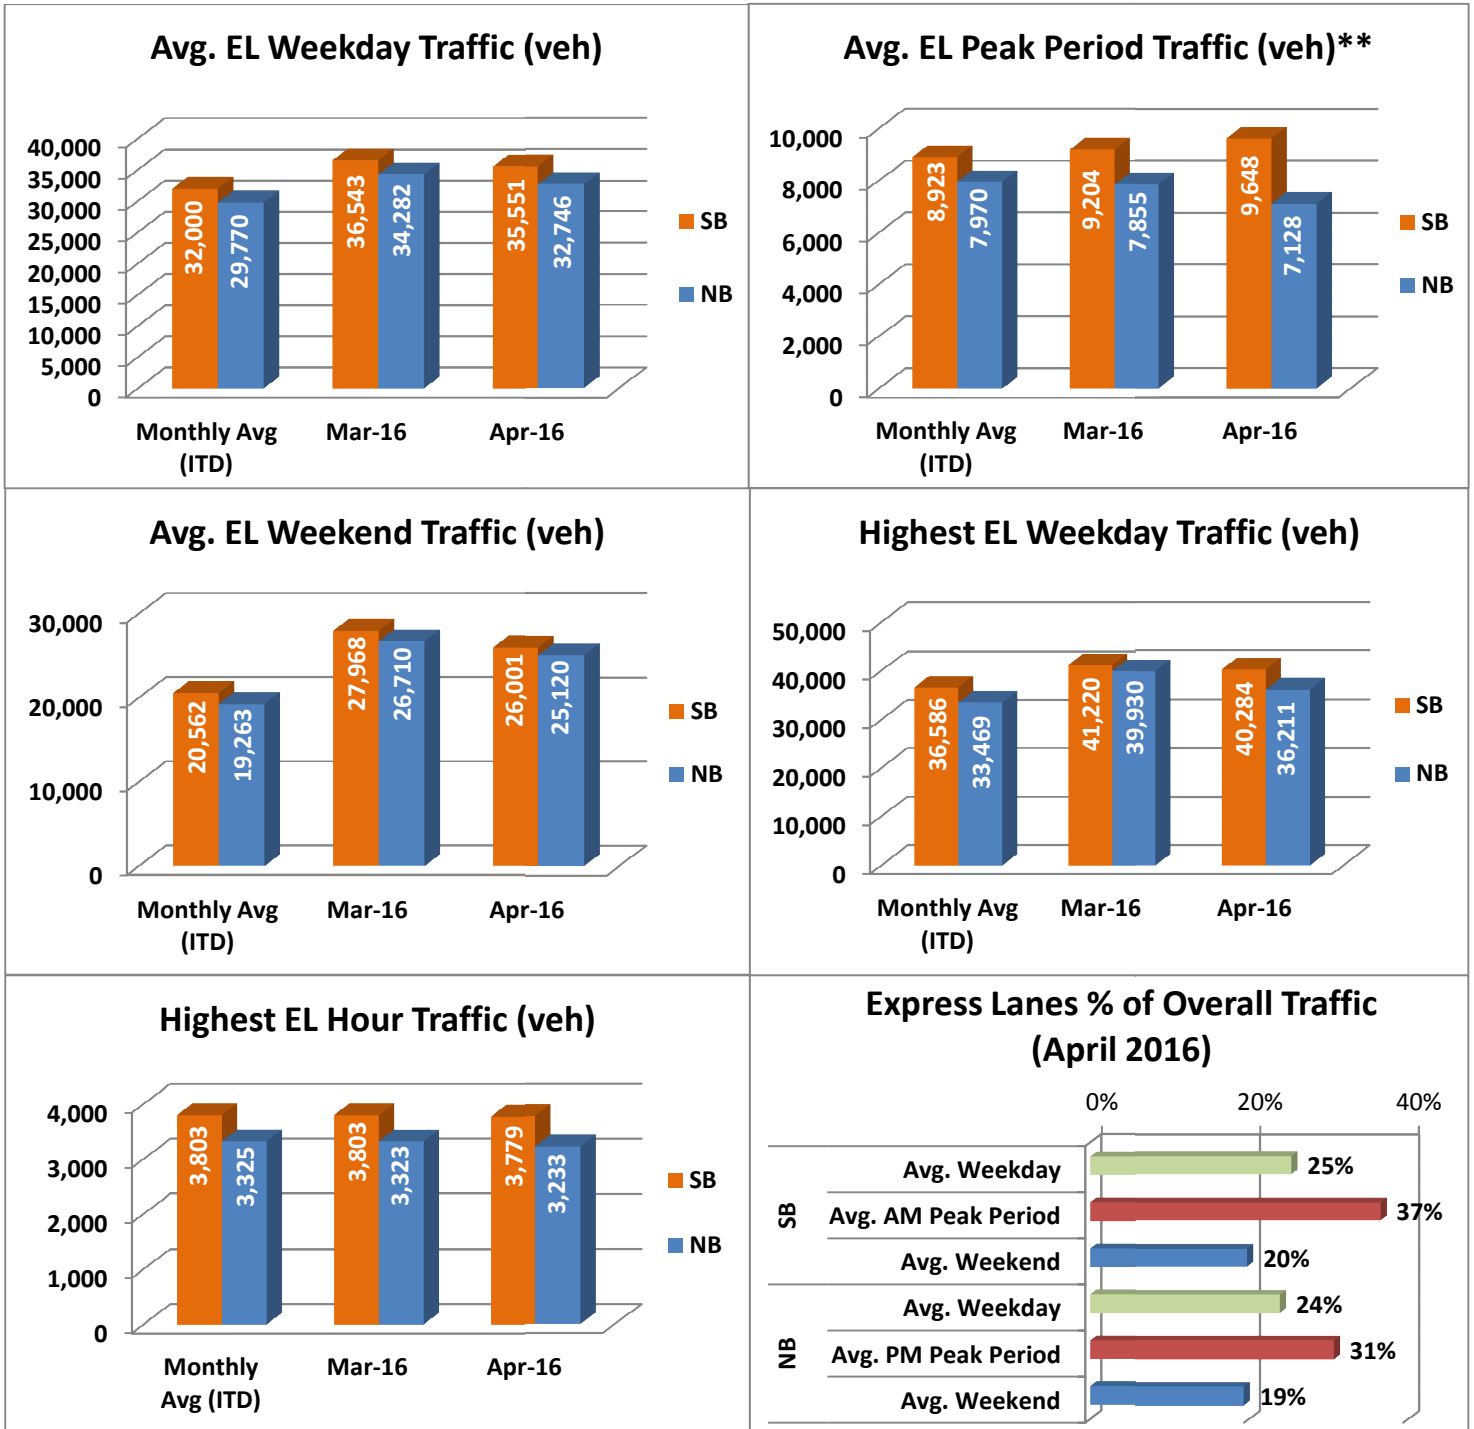 Avg. EL Weekday Traffic (veh)
40,000
35,000
30,000
25,000
20,000
15,000
10,000
5,000
0
32,000
29,770
36,543
34,282
35,551
32,746
SB
NB
Monthly Avg
(ITD)
Mar-16
Apr-16
Avg. EL Peak Period Traffic (veh)**
10,000
8,000
6,000
4,000
2,000
0
8,923
7,970
9,204
7,855
9,648
7,128
SB
NB
Monthly Avg
(ITD)
Mar-16
Apr-16
Avg. EL Weekend Traffic (veh)
30,000
20,000
10,000
0
20,562
19,263
27,968
26,710
26,001
25,120
SB
NB
Monthly Avg
(ITD)
Mar-16
Apr-16
Highest EL Weekday Traffic (veh)
50,000
40,000
30,000
20,000
10,000
0
36,586
33,469
41,220
39,930
40,284
36,211
SB
NB
Monthly Avg
(ITD)
Mar-16
Apr-16
Highest EL Hour Traffic (veh)
4,000
3,000
2,000
1,000
0
3,803
3,325
3,803
3,323
3,779
3,233
SB
NB
Monthly
Avg (ITD)
Mar-16
Apr-16
Express Lanes % of Overall Traffic
(April 2016)
0% 20% 40%
SB
Avg. Weekday 25%
Avg. AM Peak Period 37%
Avg. Weekend 20%
NB
Avg. Weekday 24%
Avg. PM Peak Period 31%
Avg. Weekend 19%